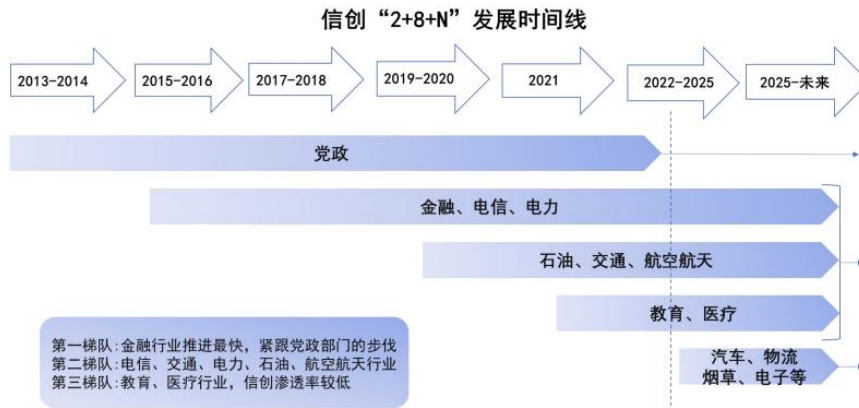 信创“2+8+N”发展时间线
2013-2014
2015-2016
2017-2018
2019-2020
2021
2022-2025
2025-未来
党政
金融、电信、电力
石油、交通、航空航天
教育、医疗
汽车、物流
烟草、电子等
第一梯队:金融行业推进最快，紧跟党政部门的步伐
第二梯队:电信、交通、电力、石油、航空航天行业
第三梯队:教育、医疗行业，信创渗透率较低